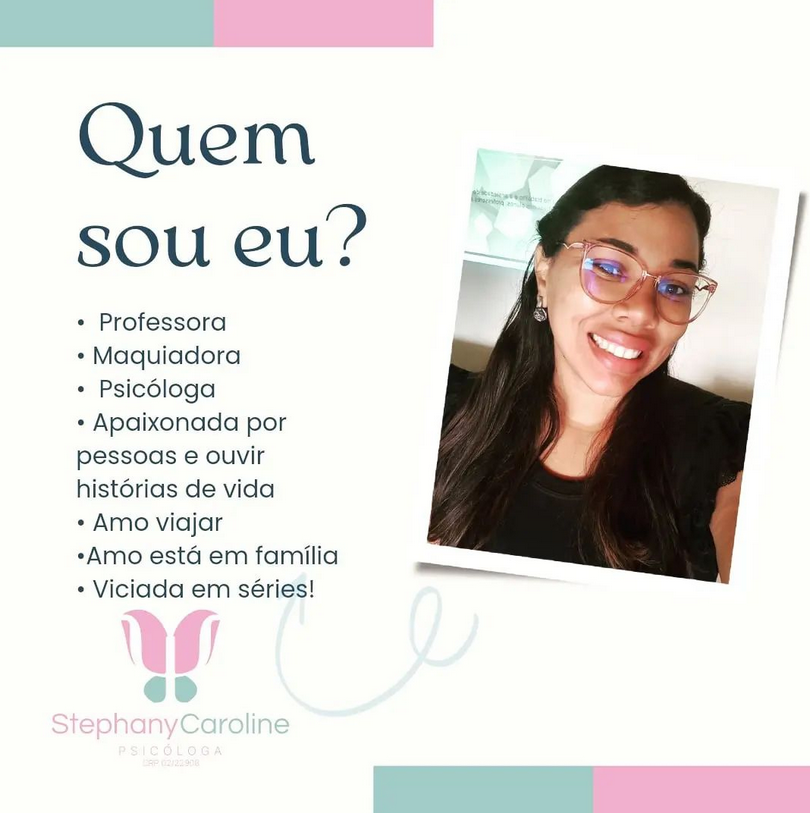 Quem
sou eu?
• Professora
• Maquiadora
• Psicóloga
• Apaixonada por
pessoas e ouvir
histórias de vida
• Amo viajar
•Amo está em família
• Viciada em séries!
StephanyCaroline
PSICÓLOGA